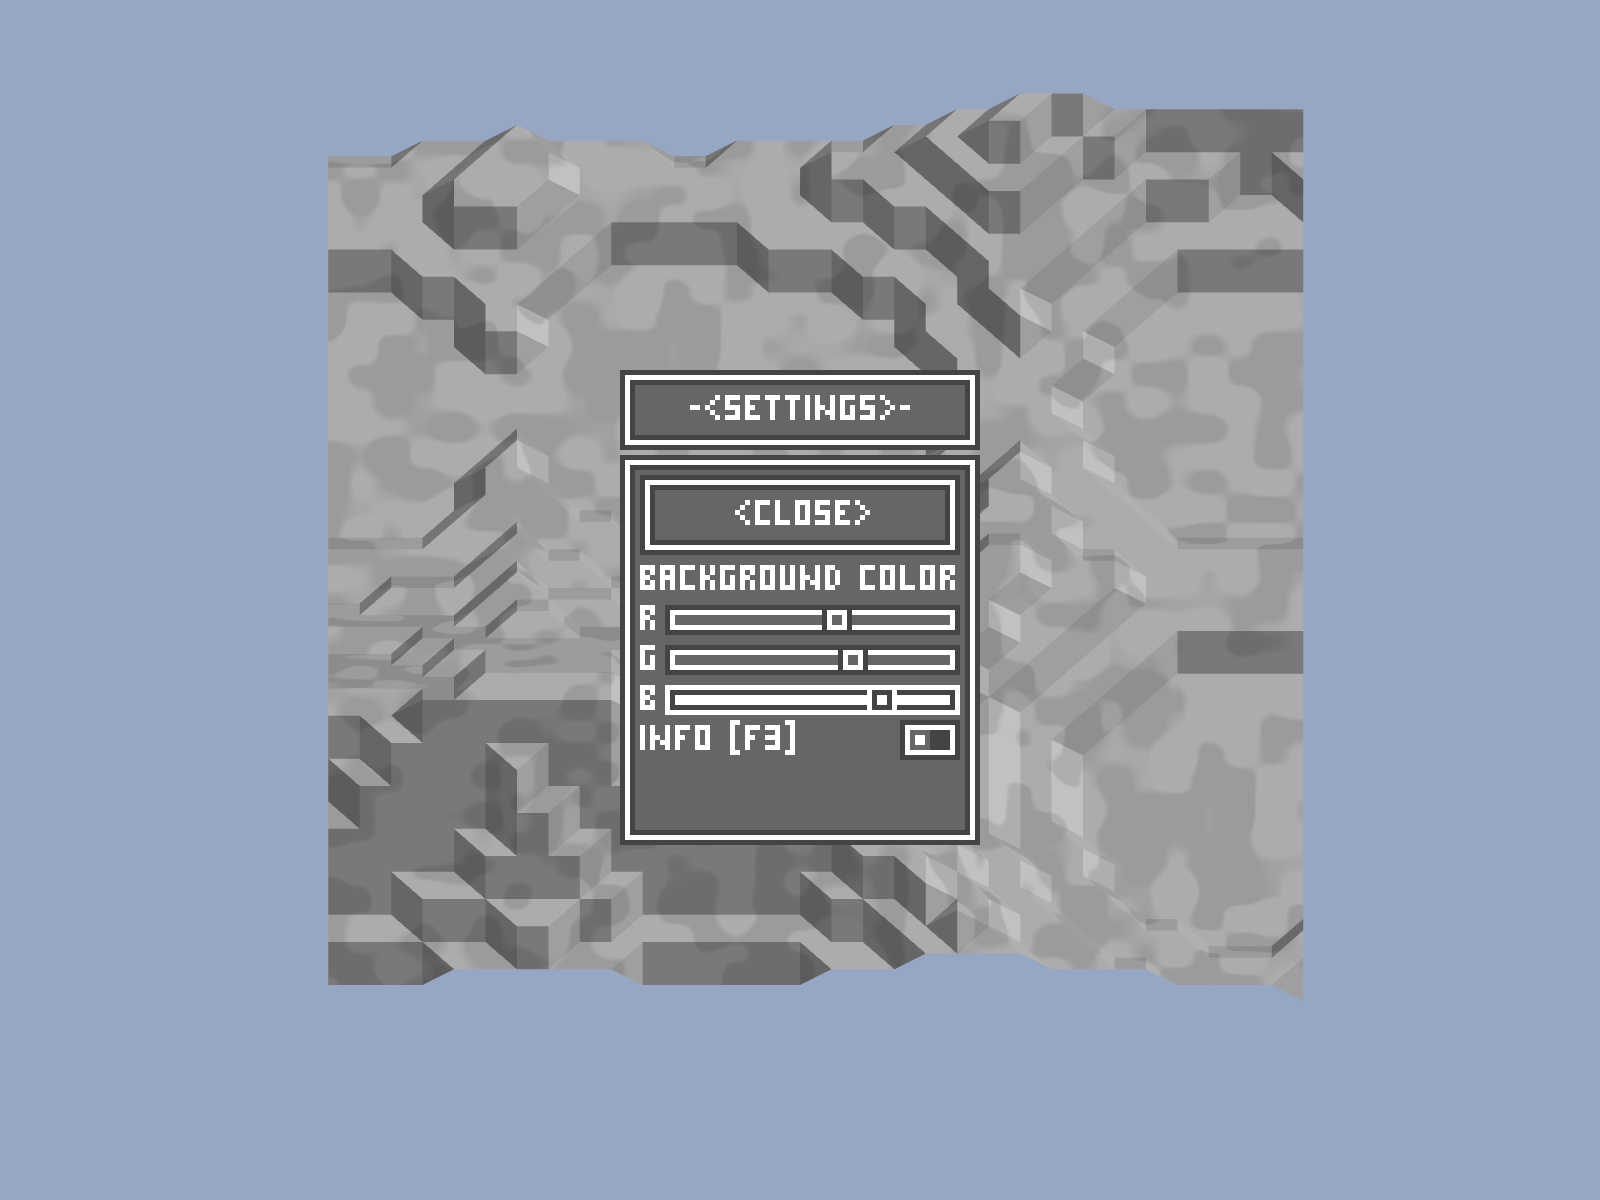 -<SETTINGS>-
<CLOSE>
BACKGROUND COLOR
R
G
B
INFO [F3]